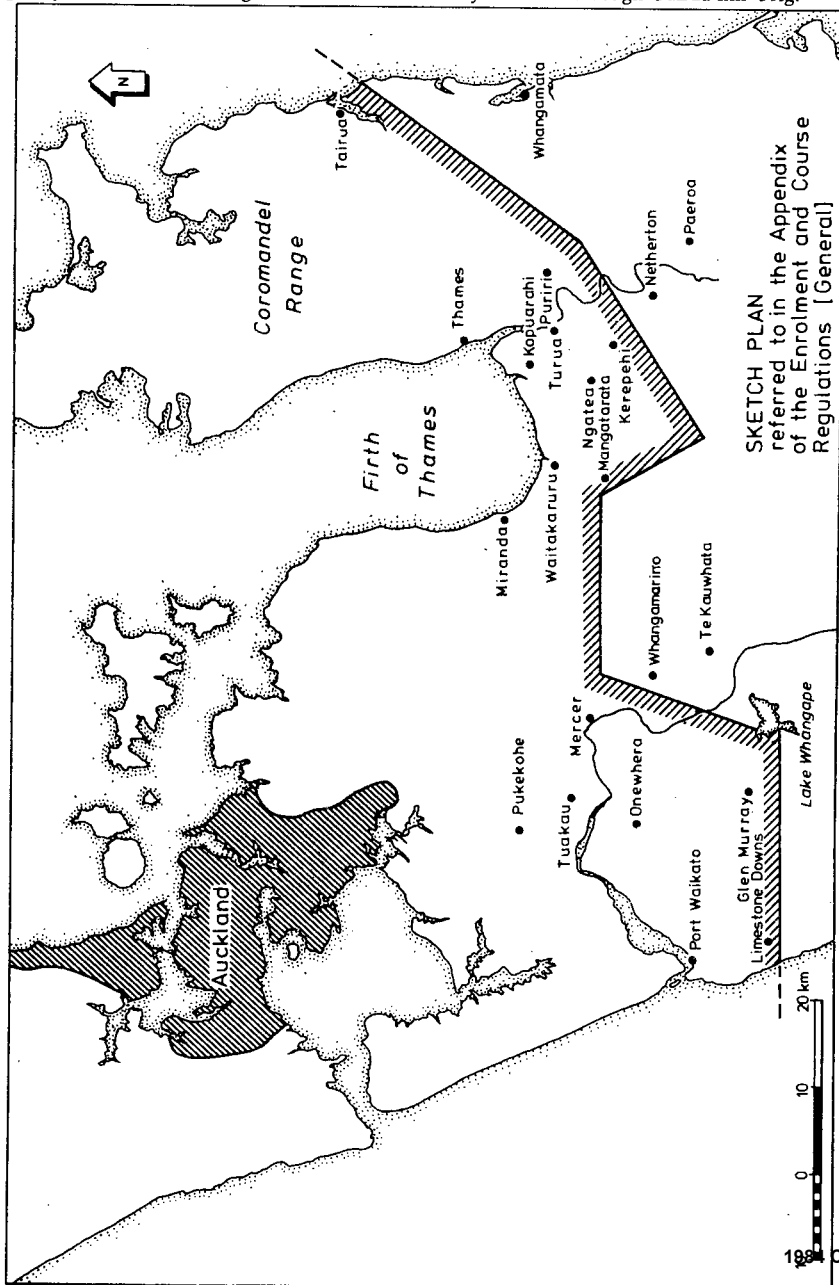 N
Tairua
Whangamata
Coromandel
Range
Thames
Kopuarahi
Puriri
Turua
Netherton
Paeroa
Ngatea
Kerepehi
Mangatarata
Firth
of
Thames
Miranda
Waitakaruru
Whangamarino
Te Kauwhata
Mercer
Pukekohe
Tuakau
Onewhera
Auckland
Glen Murray
Limestone Downs
Lake Whangape
Port Waikato
SKETCH PLAN
referred to in the Appendix
of the Enrolment and Course
Regulations [General]
0 10 20 km